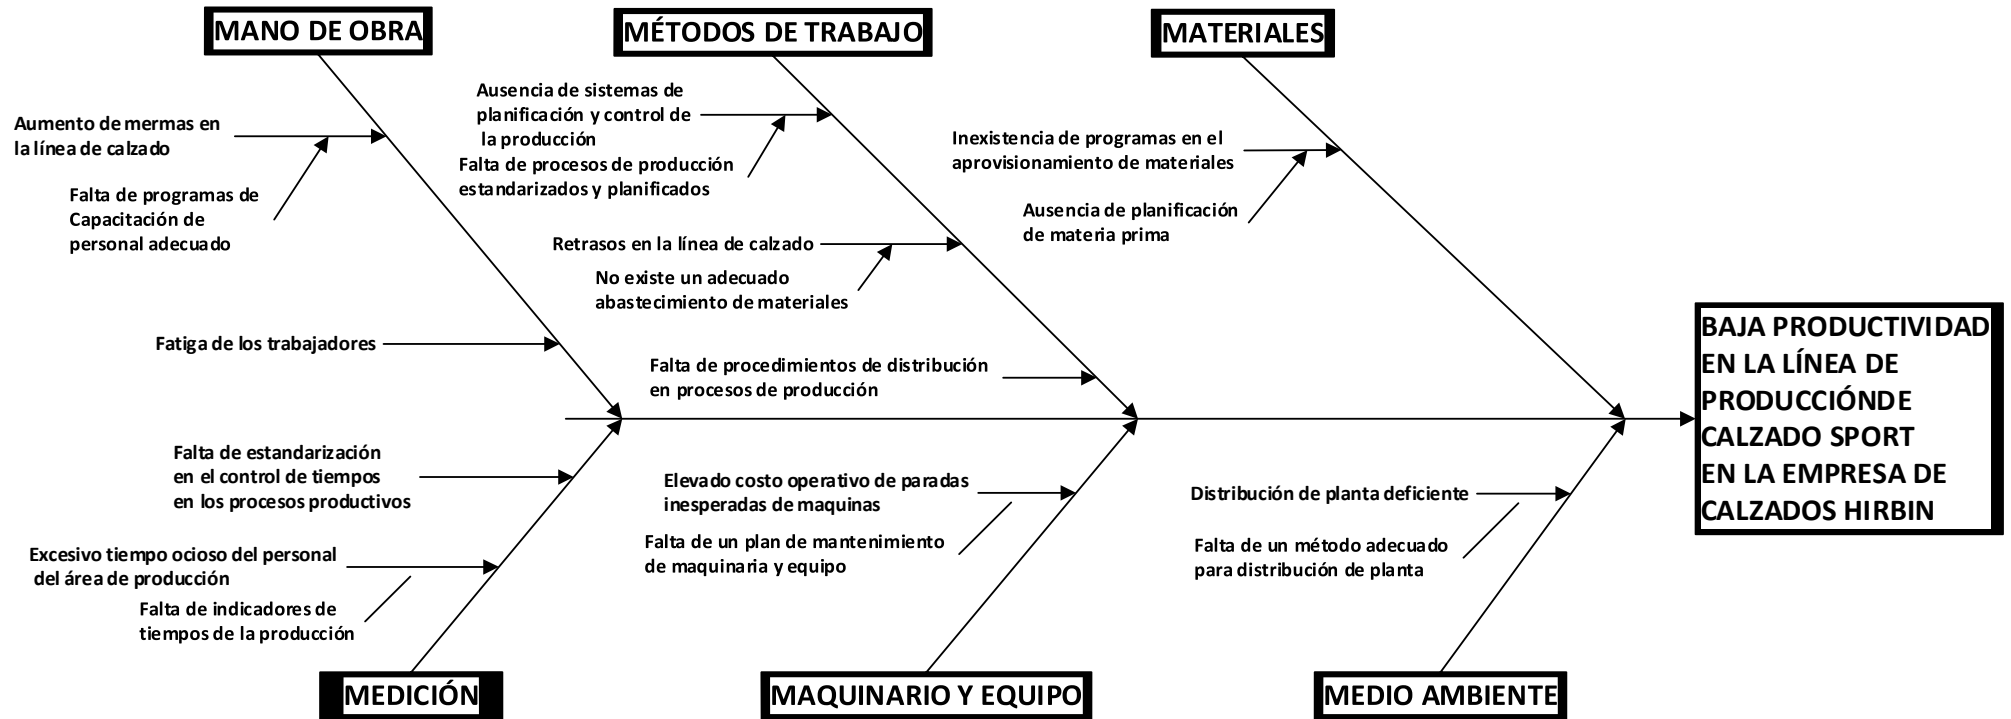 MANO DE OBRA
MÉTODOS DE TRABAJO
MATERIALES
Aumento de mermas en
la línea de calzado
Falta de programas de
Capacitación de
personal adecuado
Fatiga de los trabajadores
Ausencia de sistemas de
planificación y control de
la producción
Falta de procesos de producción
estandarizados y planificados
Retrasos en la línea de calzado
No existe un adecuado
abastecimiento de materiales
Falta de procedimientos de distribución
en procesos de producción
Inexistencia de programas en el
aprovisionamiento de materiales
Ausencia de planificación
de materia prima
BAJA PRODUCTIVIDAD
EN LA LÍNEA DE
PRODUCCIÓNDE
CALZADO SPORT
EN LA EMPRESA DE
CALZADOS HIRBIN
Falta de estandarización
en el control de tiempos
en los procesos productivos
Excesivo tiempo ocioso del personal
del área de producción
Falta de indicadores de
tiempos de la producción
Elevado costo operativo de paradas
inesperadas de maquinas
Falta de un plan de mantenimiento
de maquinaria y equipo
Distribución de planta deficiente
Falta de un método adecuado
para distribución de planta
MEDICIÓN
MAQUINARIO Y EQUIPO
MEDIO AMBIENTE